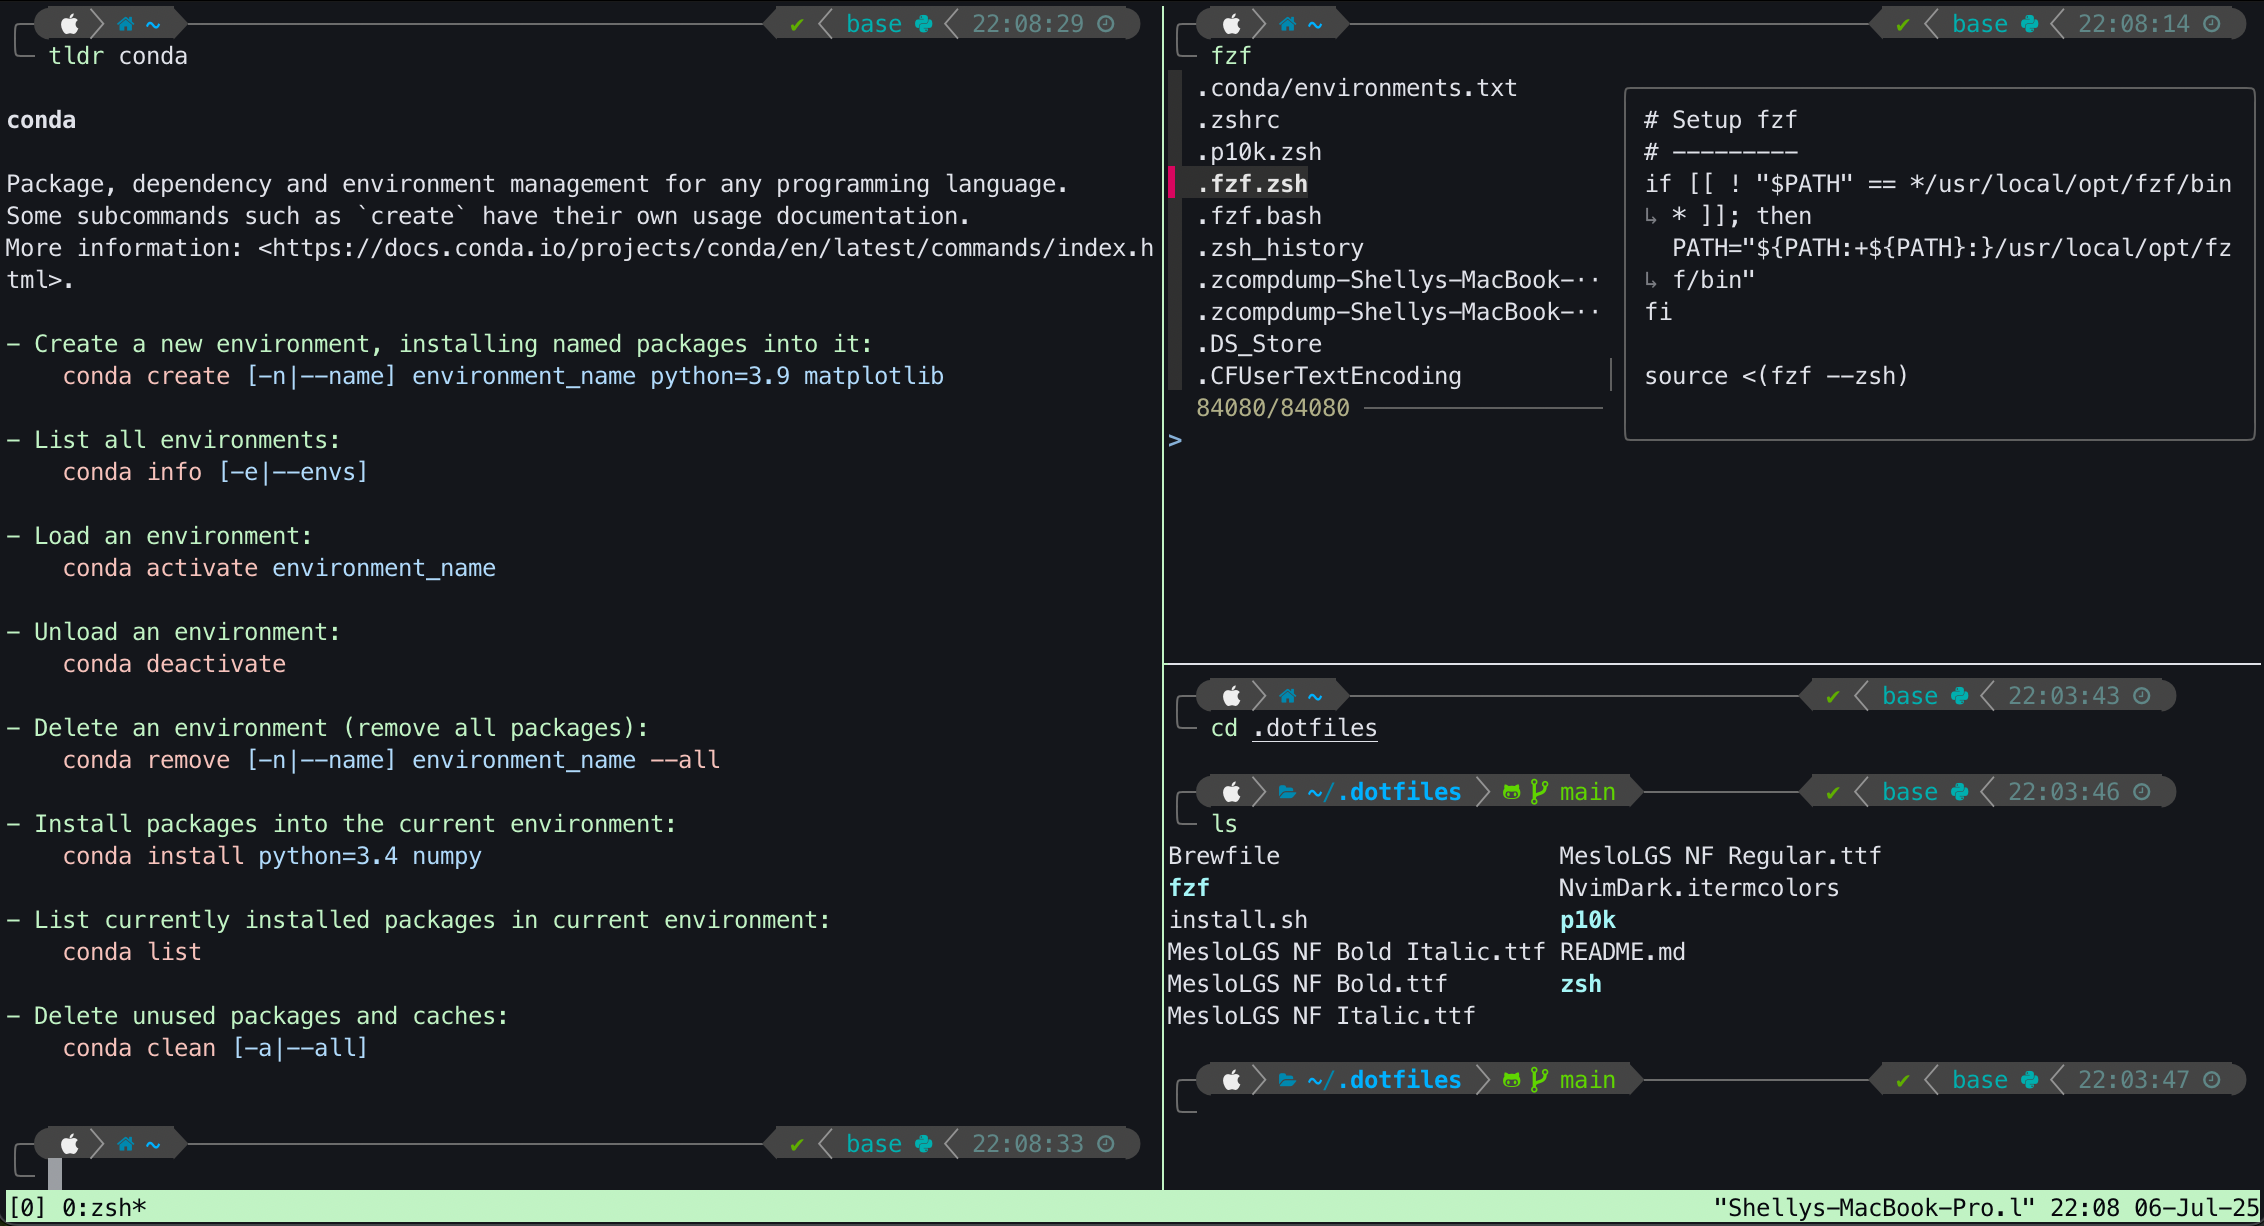 ~ base 22:08:29
tldr conda
conda
Package, dependency and environment management for any programming language.
Some subcommands such as `create` have their own usage documentation.
More information: <https://docs.conda.io/projects/conda/en/latest/commands/index.h
tml>.
- Create a new environment, installing named packages into it:
conda create [-n|--name] environment_name python=3.9 matplotlib
- List all environments:
conda info [-e|--envs]
- Load an environment:
conda activate environment_name
- Unload an environment:
conda deactivate
- Delete an environment (remove all packages):
conda remove [-n|--name] environment_name --all
- Install packages into the current environment:
conda install python=3.4 numpy
- List currently installed packages in current environment:
conda list
- Delete unused packages and caches:
conda clean [-a|--all]
~ ✔ base 22:08:33
~ ✔ base 22:08:14
fzf
.conda/environments.txt
.zshrc
.p10k.zsh
.fzf.zsh
.fzf.bash
.zsh_history
.zcompdump-Shellys-MacBook-··
.zcompdump-Shellys-MacBook-··
.DS_Store
.CFUserTextEncoding
84080/84080
>
# Setup fzf
# ---------
if [[ ! "$PATH" == */usr/local/opt/fzf/bin
↳ * ]]; then
PATH="${PATH:+${PATH}:}/usr/local/opt/fz
↳ f/bin"
fi
source <(fzf --zsh)
~ ✔ base 22:03:43
cd .dotfiles
~/.dotfiles main ✔ base 22:03:46
ls
Brewfile MesloLGS NF Regular.ttf
fzf NvimDark.itermcolors
install.sh p10k
MesloLGS NF Bold Italic.ttf README.md
MesloLGS NF Bold.ttf zsh
MesloLGS NF Italic.ttf
~/.dotfiles main ✔ base 22:03:47
[0] 0:zsh* "Shellys-MacBook-Pro.l" 22:08 06-Jul-25